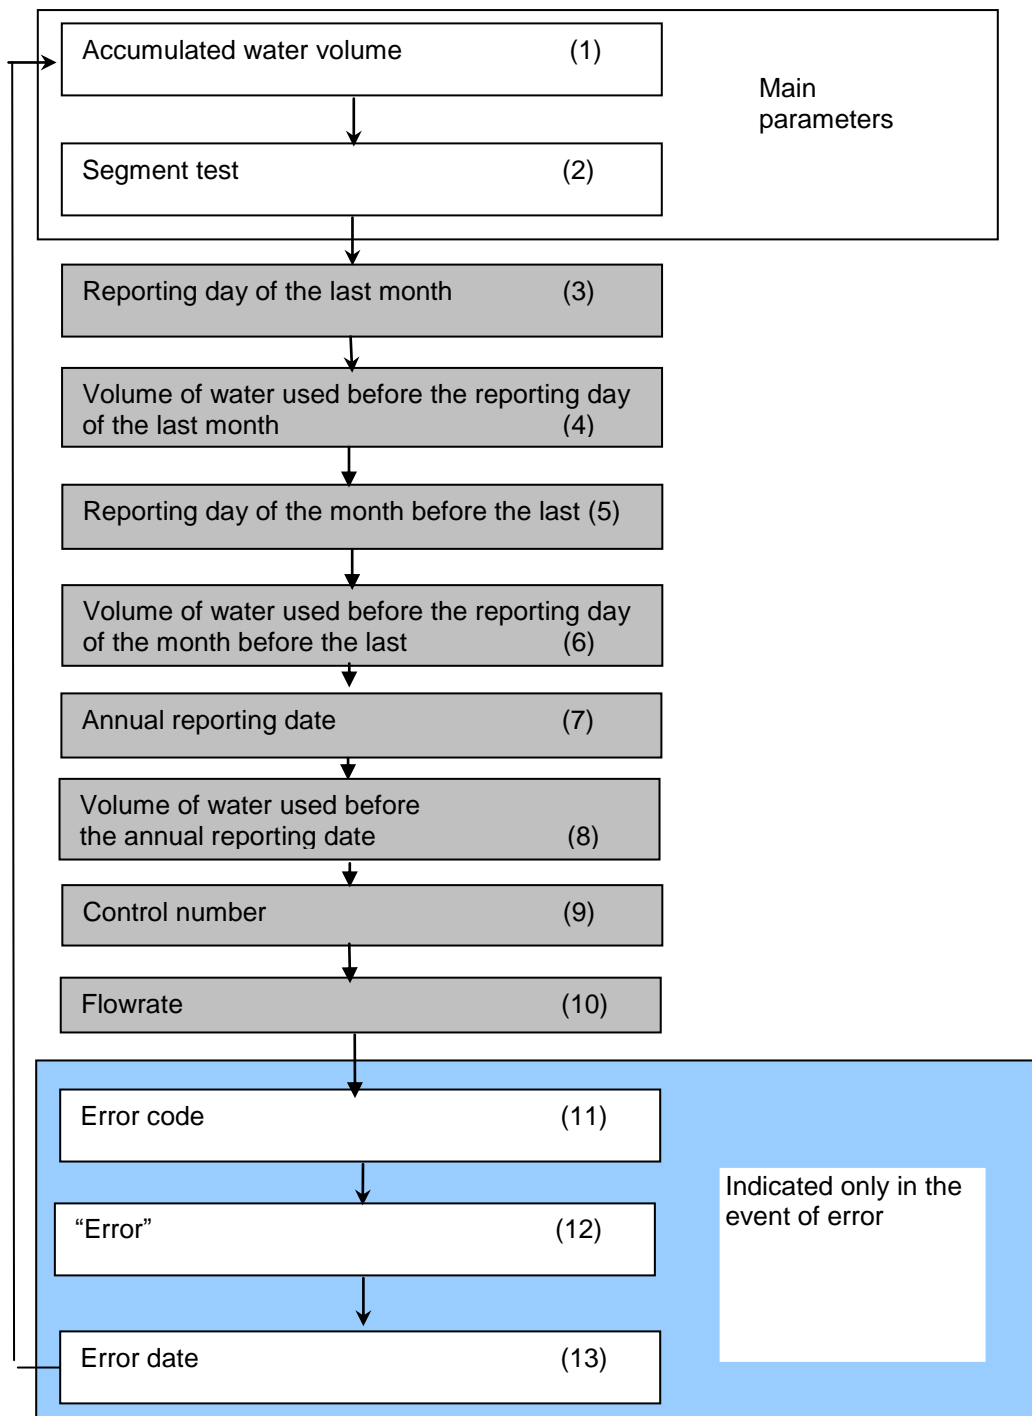 Accumulated water volume (1)
Main
parameters
Segment test (2)
Reporting day of the last month (3)
Volume of water used before the reporting day
of the last month (4)
Reporting day of the month before the last (5)
Volume of water used before the reporting day
of the month before the last (6)
Annual reporting date (7)
Volume of water used before
the annual reporting date (8)
Control number (9)
Flowrate (10)
Error code (11)
Indicated only in the
event of error
“Error” (12)
Error date (13)